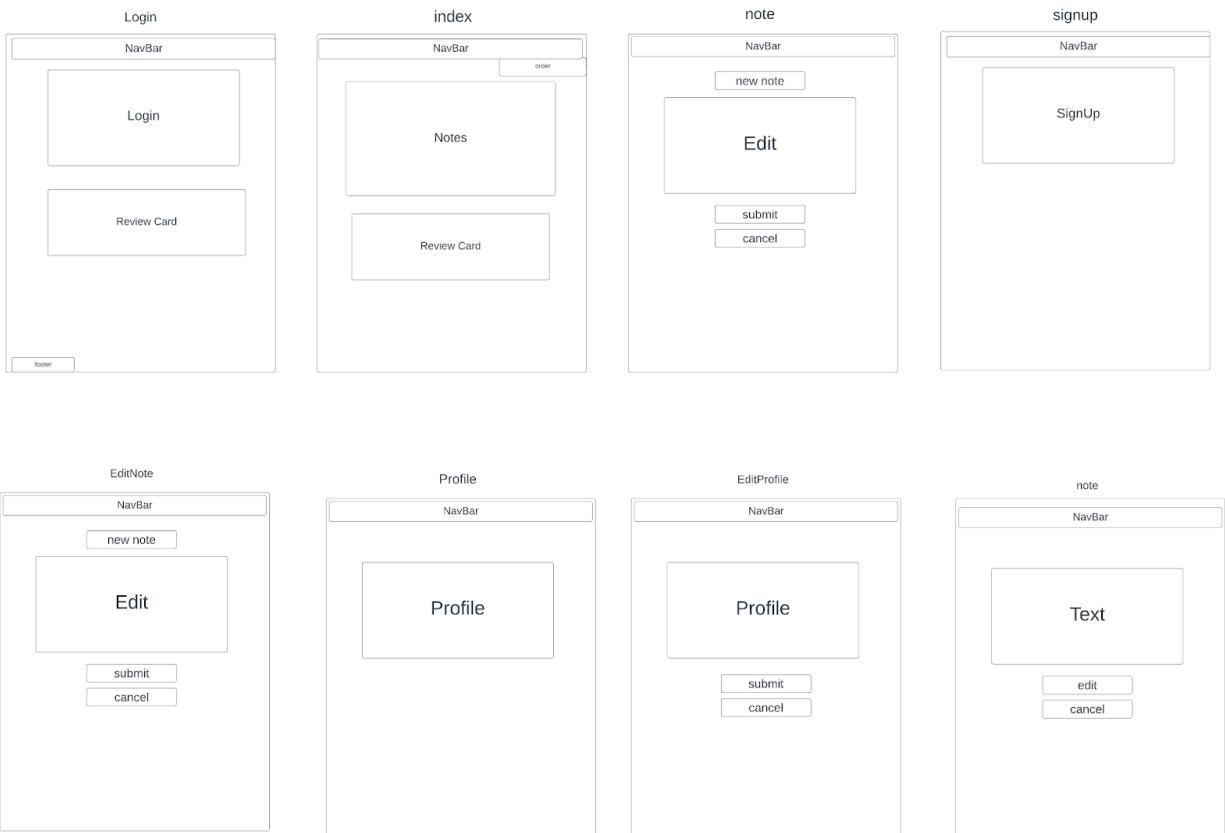 Login
NavBar
Login
Review Card
footer
index
NavBar
order
Notes
Review Card
note
NavBar
new note
Edit
submit
cancel
signup
NavBar
SignUp
EditNote
NavBar
new note
Edit
submit
cancel
Profile
NavBar
Profile
EditProfile
NavBar
Profile
submit
cancel
note
NavBar
Text
edit
cancel